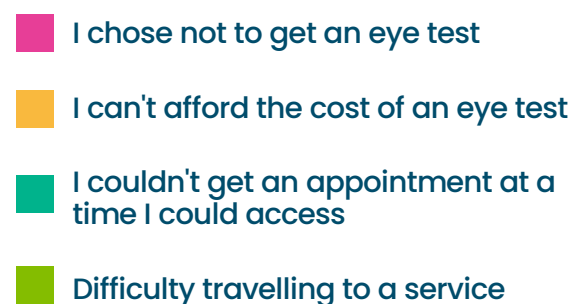 I chose not to get an eye test
I can't afford the cost of an eye test
I couldn't get an appointment at a
time I could access
Difficulty travelling to a service